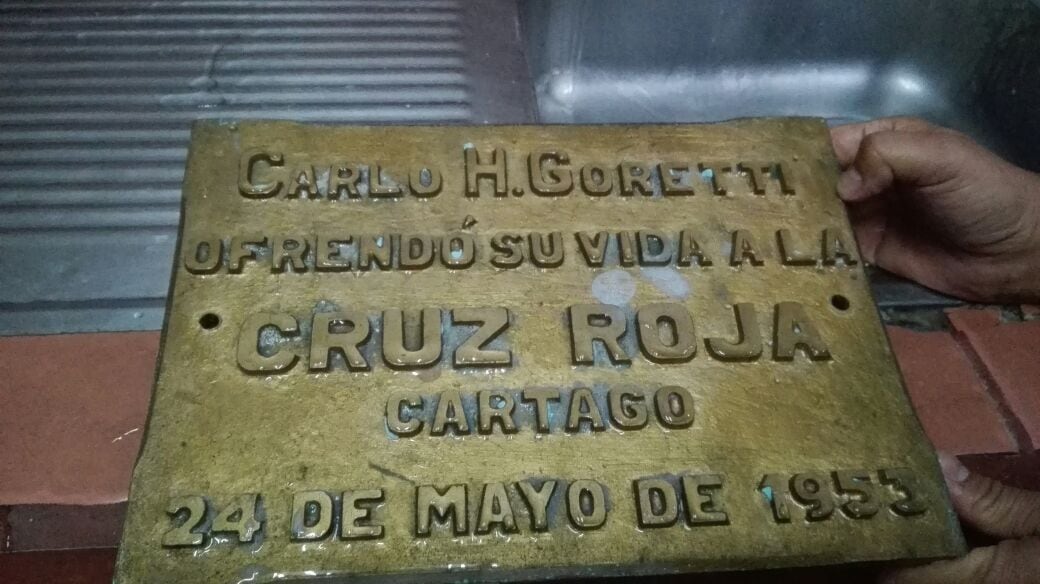 CARLO H. GORETTI
OFRENDÓ SU VIDA A LA
CRUZ ROJA
CARTAGO
24 DE MAYO DE 1953